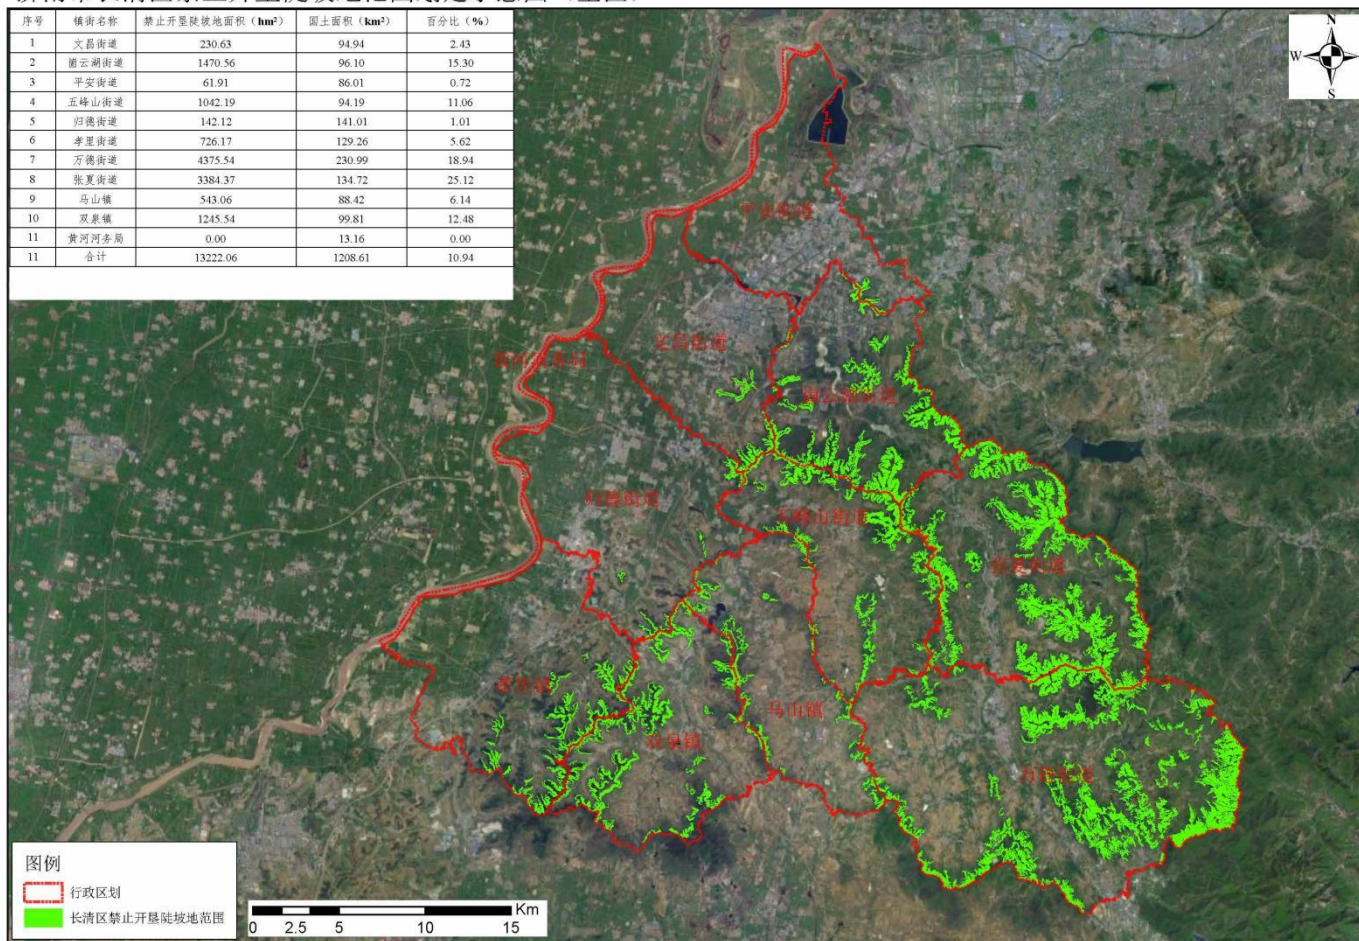 序号 镇街名称 禁止开垦陡坡地面积（hm²） 国土面积（km²） 百分比（%）
1 文昌街道 230.63 94.94 2.43
2 崮云湖街道 1470.56 96.10 15.30
3 平安街道 61.91 86.01 0.72
4 五峰山街道 1042.19 94.19 11.06
5 归德街道 142.12 141.01 1.01
6 孝里街道 726.17 129.26 5.62
7 万德街道 4375.54 230.99 18.94
8 张夏街道 3384.37 134.72 25.12
9 马山镇 543.06 88.42 6.14
10 双泉镇 1245.54 99.81 12.48
11 黄河河务局 0.00 13.16 0.00
11 合计 13222.06 1208.61 10.94
N
W
S
平安街道
文昌街道
黄河河务局
崮云湖街道
归德街道
五峰山街道
张夏街道
孝里镇
马山镇
双泉镇
万德街道
图例
行政区划
长清区禁止开垦陡坡地范围
Km
0 2.5 5 10 15